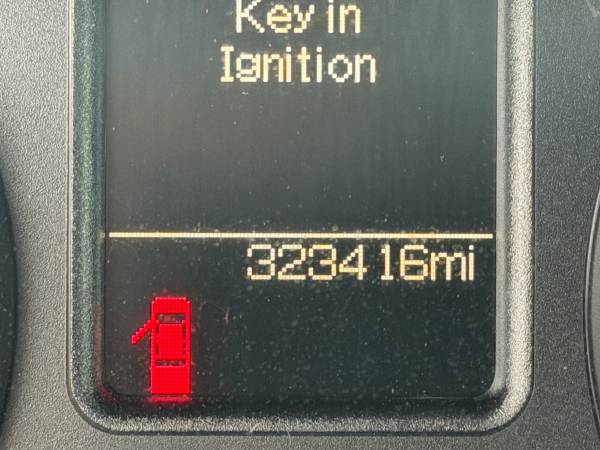 Key in
Ignition
323416mi